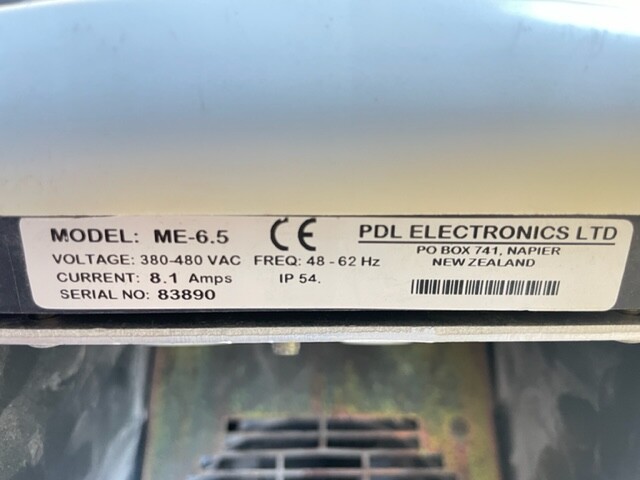 MODEL: ME-6.5 CE PDL ELECTRONICS LTD
PO BOX 741, NAPIER
NEW ZEALAND
VOLTAGE: 380-480 VAC FREQ: 48 - 62 Hz
CURRENT: 8.1 Amps IP 54.
SERIAL NO: 83890